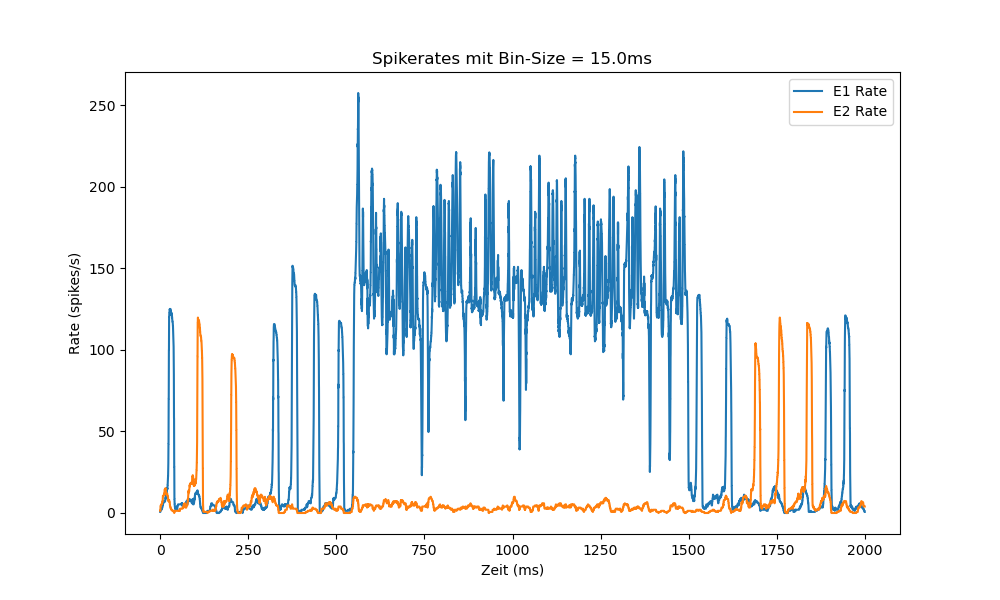 Spikerates mit Bin-Size = 15.0ms
E1 Rate
E2 Rate
Rate (spikes/s)
250
200
150
100
50
0
0 250 500 750 1000 1250 1500 1750 2000
Zeit (ms)